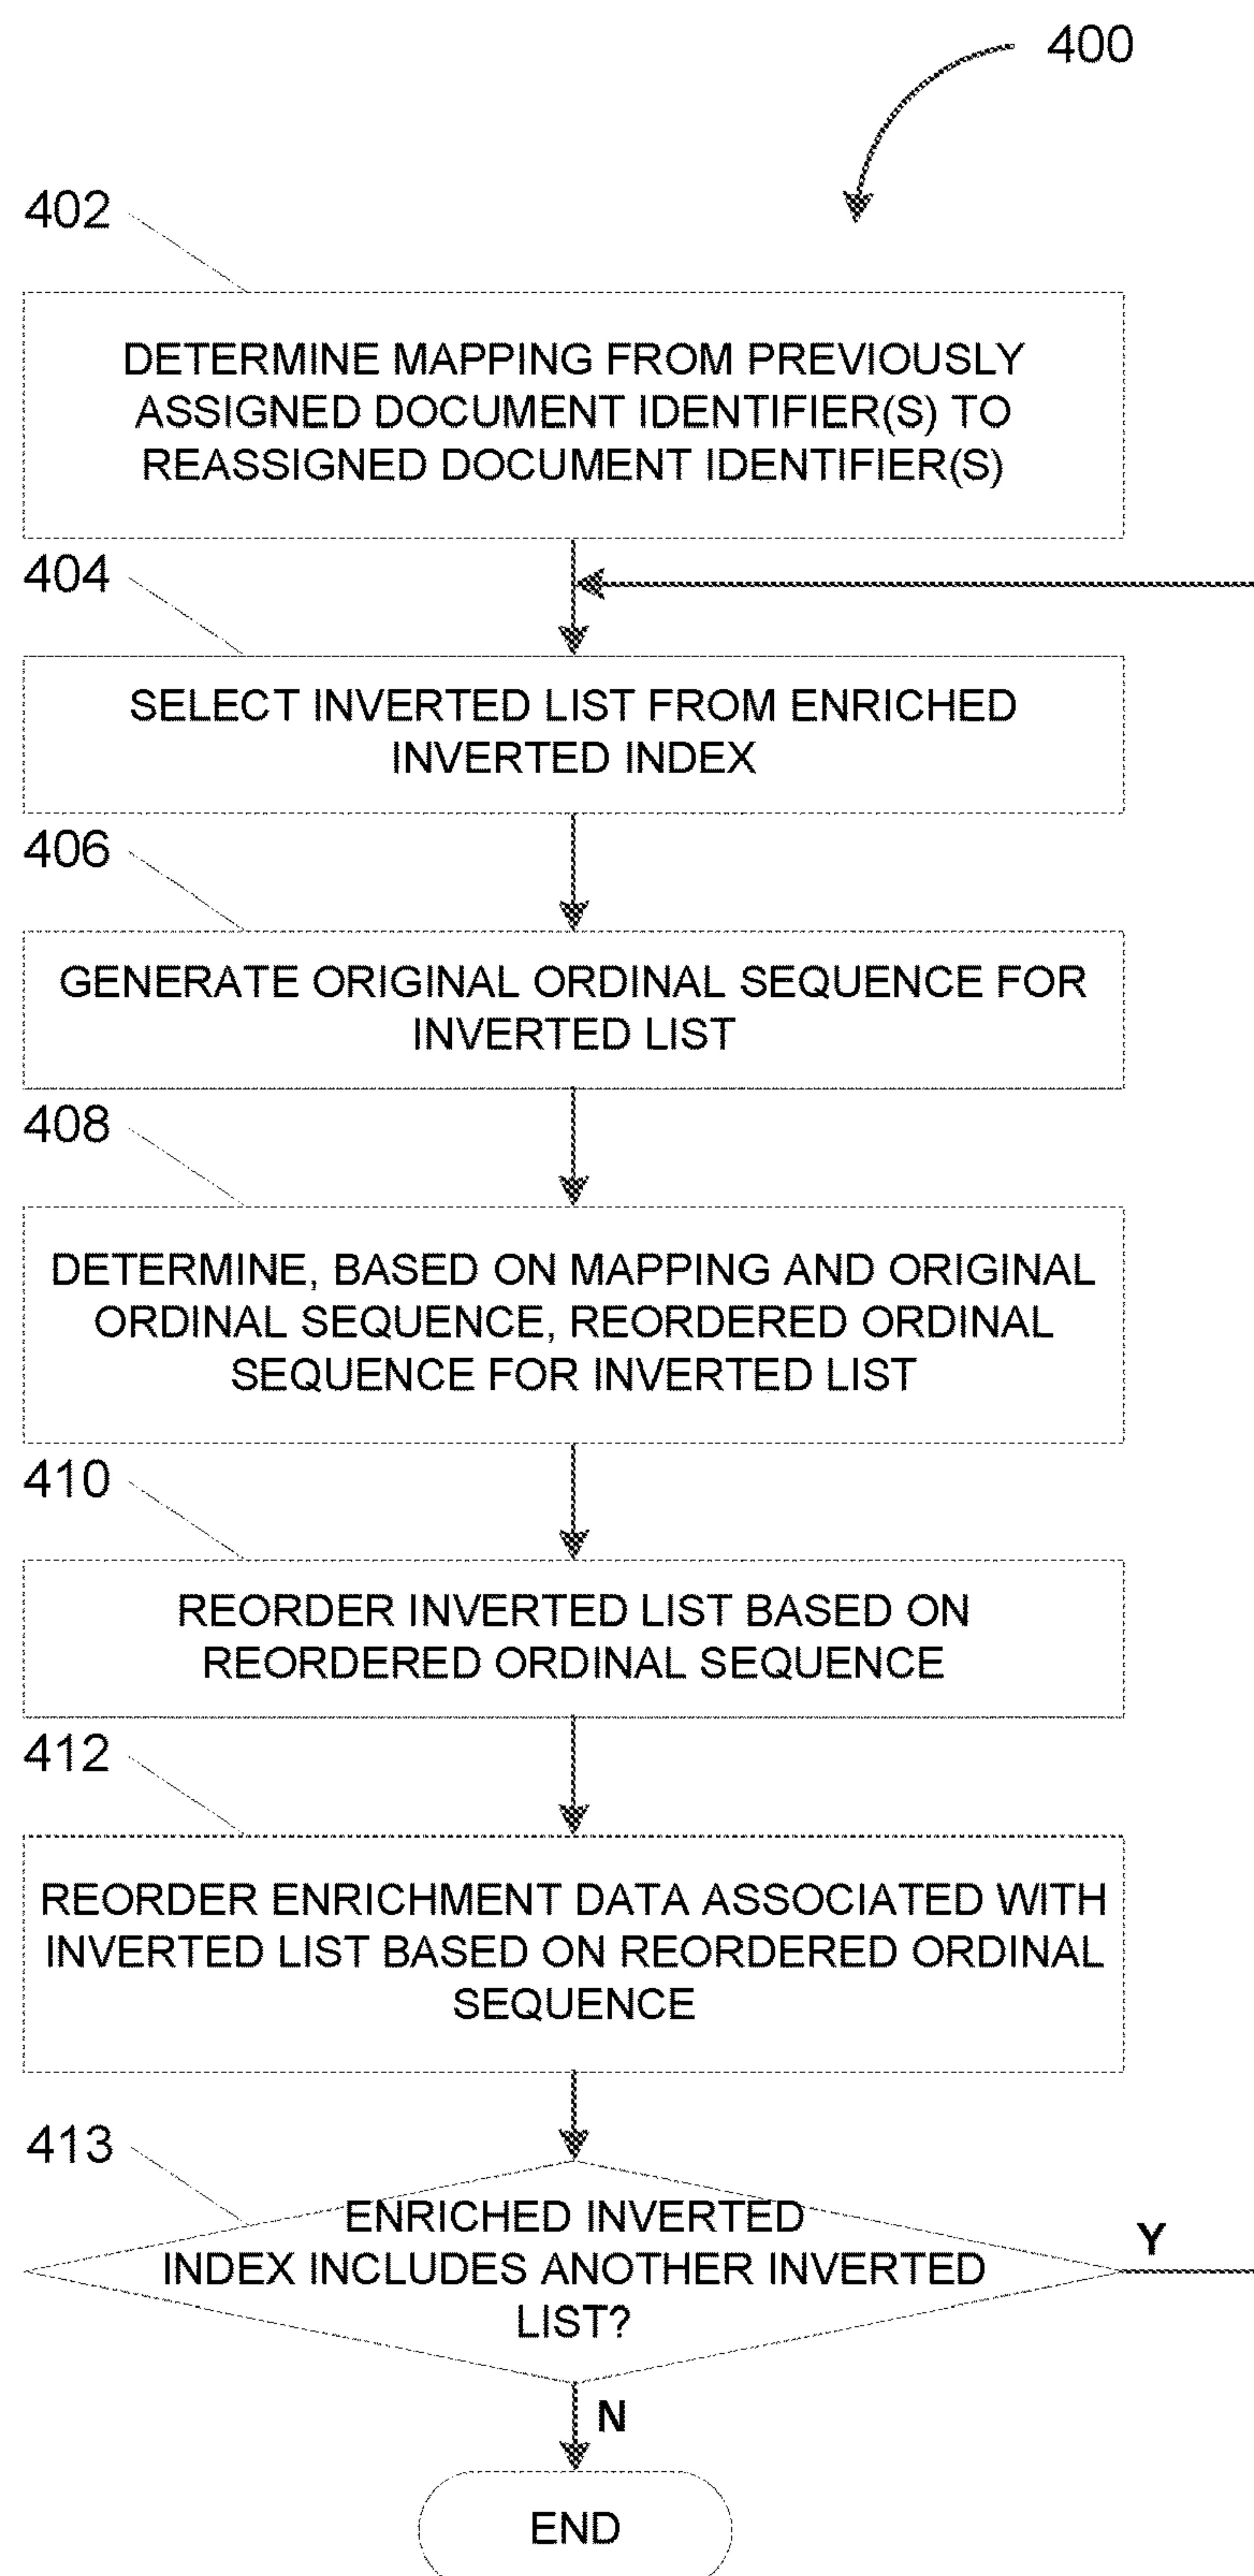 400
402
DETERMINE MAPPING FROM PREVIOUSLY
ASSIGNED DOCUMENT IDENTIFIER(S) TO
REASSIGNED DOCUMENT IDENTIFIER(S)
404
SELECT INVERTED LIST FROM ENRICHED
INVERTED INDEX
406
GENERATE ORIGINAL ORDINAL SEQUENCE FOR
INVERTED LIST
408
DETERMINE, BASED ON MAPPING AND ORIGINAL
ORDINAL SEQUENCE, REORDERED ORDINAL
SEQUENCE FOR INVERTED LIST
410
REORDER INVERTED LIST BASED ON
REORDERED ORDINAL SEQUENCE
412
REORDER ENRICHMENT DATA ASSOCIATED WITH
INVERTED LIST BASED ON REORDERED ORDINAL
SEQUENCE
413
ENRICHED INVERTED
INDEX INCLUDES ANOTHER INVERTED
LIST?
Y
N
END